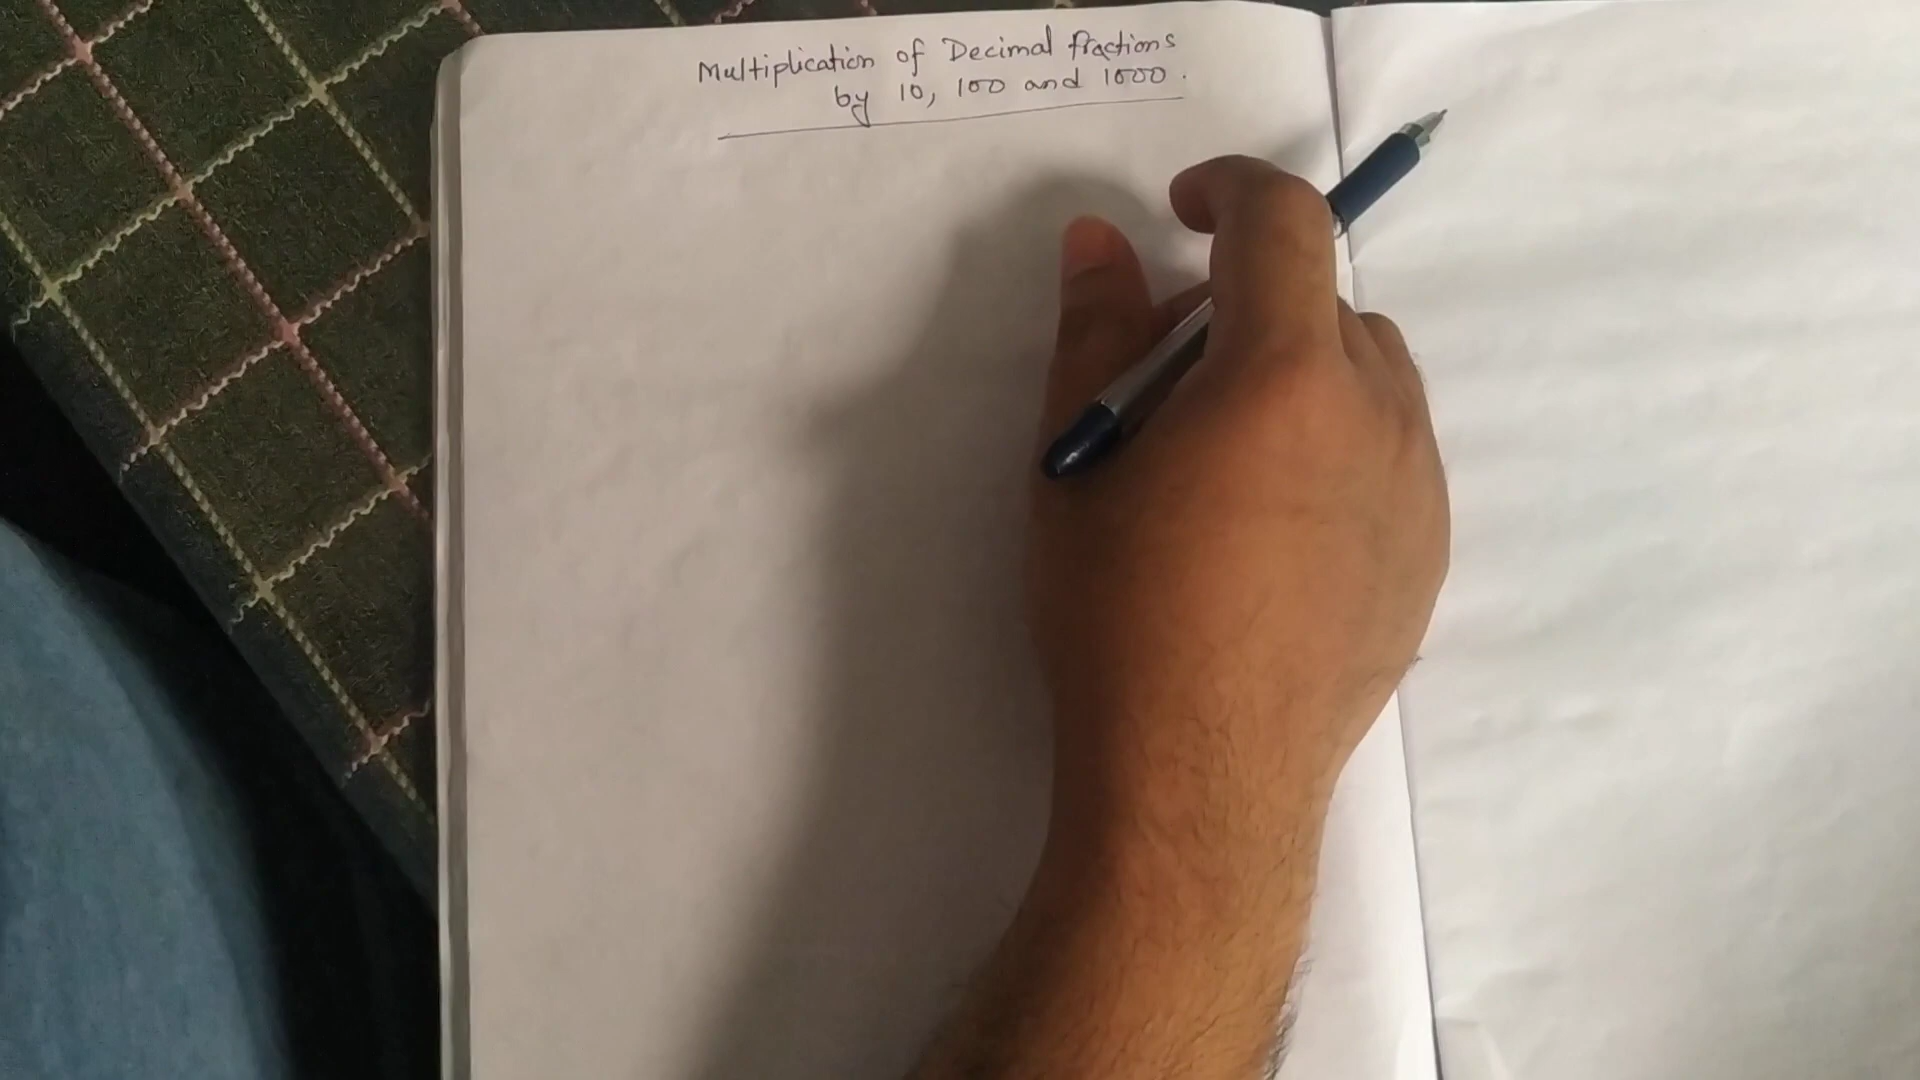 Multiplication of Decimal fractions
by 10, 100 and 1000.